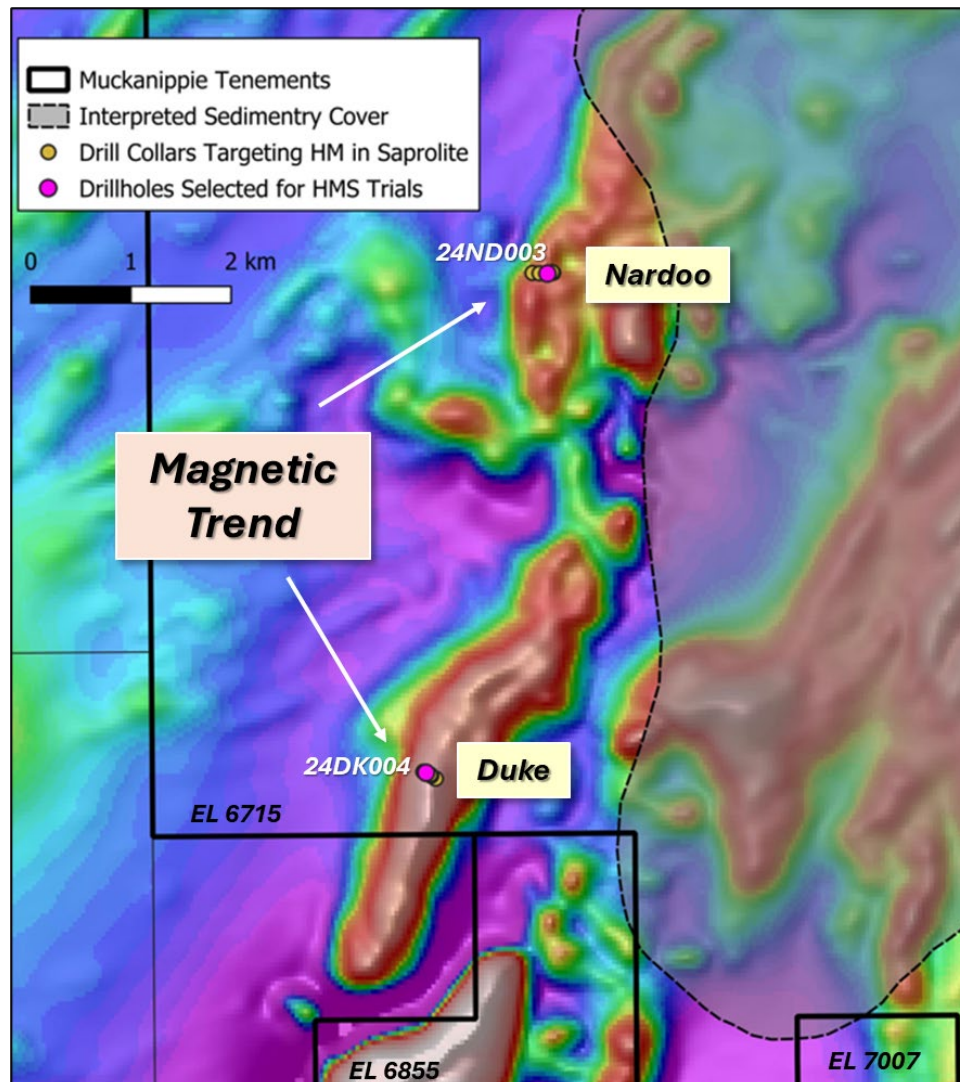 Muckanippie Tenements
Interpreted Sedimentry Cover
Drill Collars Targeting HM in Saprolite
Drillholes Selected for HMS Trials
0 1 2 km
24ND003
Nardoo
Magnetic
Trend
24DK004
Duke
EL 6715
EL 6855
EL 7007